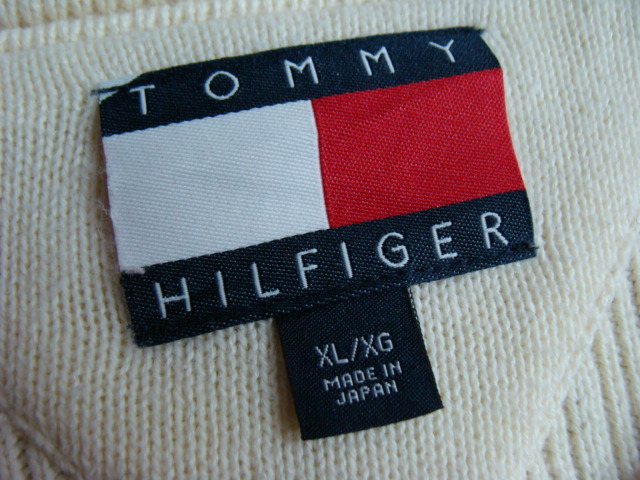 TOMMY
HILFIGER
XL/XG
MADE IN
JAPAN